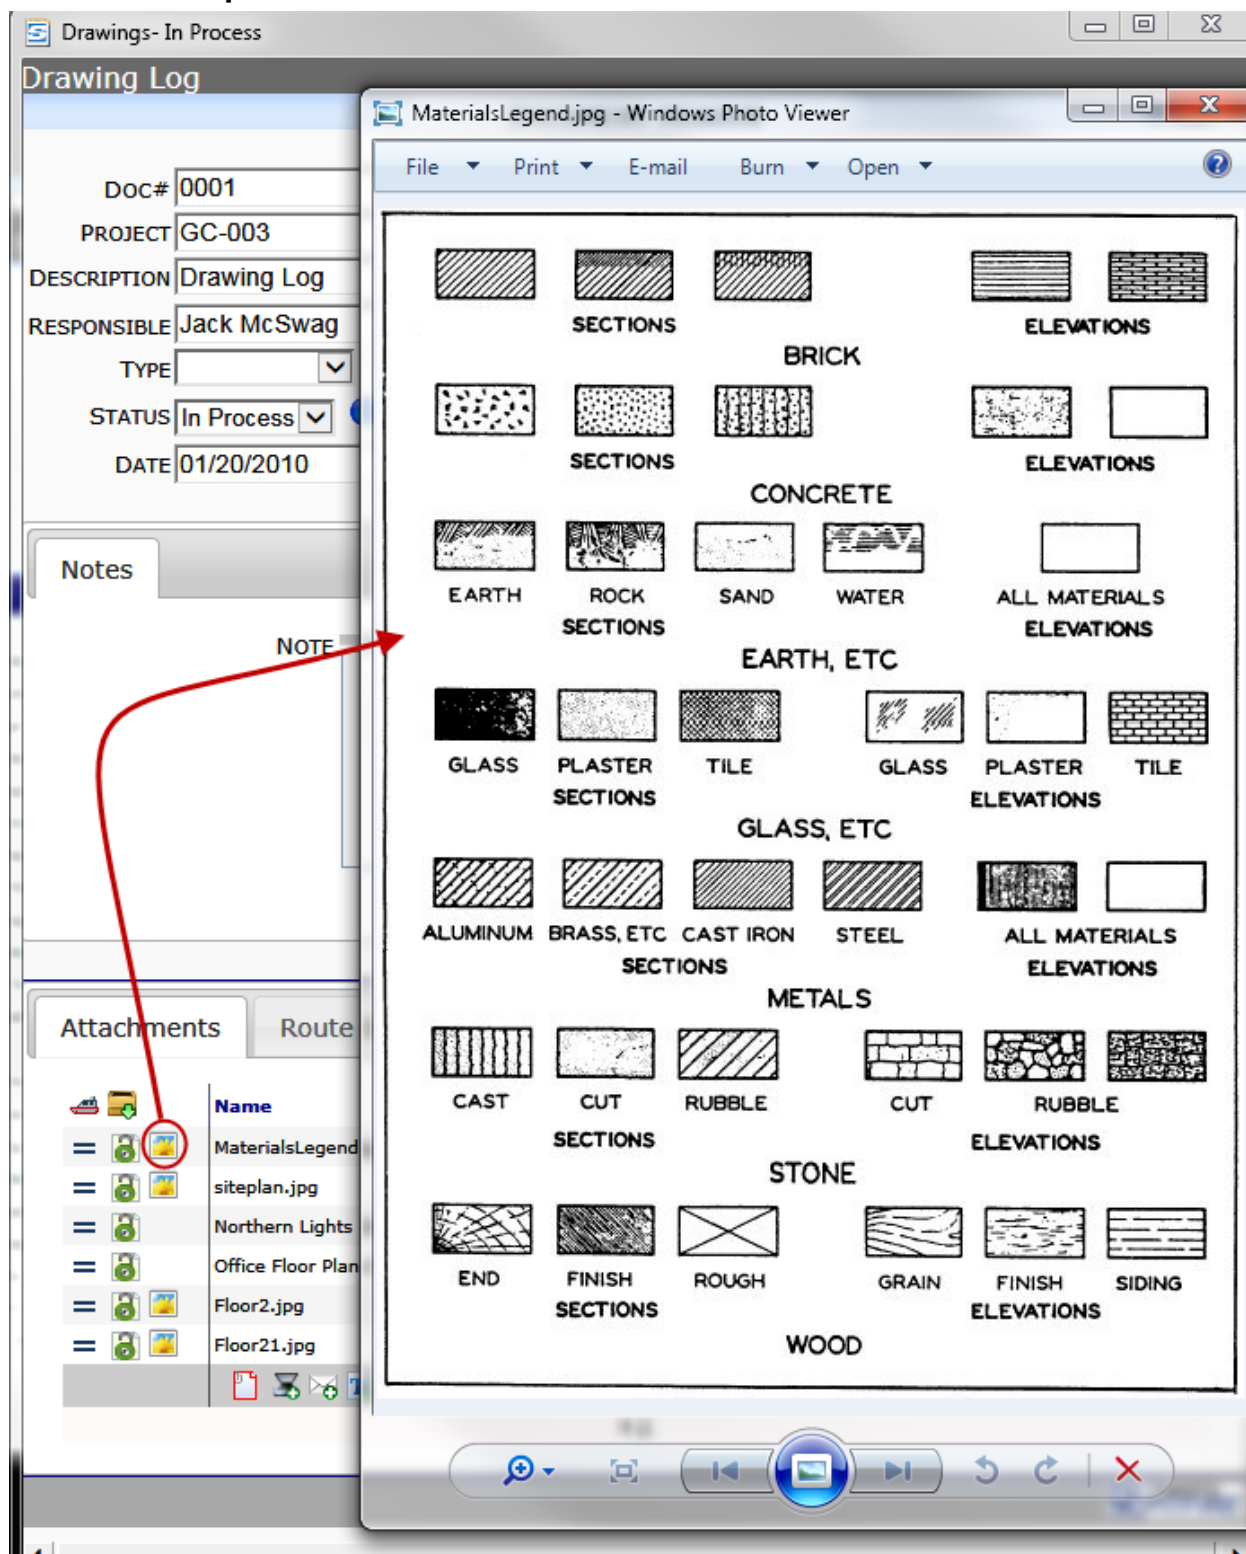 Drawings- In Process
Drawing Log
DOC# 0001
PROJECT GC-003
DESCRIPTION Drawing Log
RESPONSIBLE Jack McSwag
TYPE
STATUS In Process
DATE 01/20/2010
Notes
NOTE
Attachments Route
Name
MaterialsLegend
siteplan.jpg
Northern Lights
Office Floor Plan
Floor2.jpg
Floor21.jpg
MaterialsLegend.jpg - Windows Photo Viewer
File Print E-mail Burn Open
SECTIONS ELEVATIONS
BRICK
SECTIONS ELEVATIONS
CONCRETE
EARTH ROCK SAND WATER ALL MATERIALS
SECTIONS ELEVATIONS
EARTH, ETC
GLASS PLASTER TILE GLASS PLASTER TILE
SECTIONS ELEVATIONS
GLASS, ETC
ALUMINUM BRASS, ETC CAST IRON STEEL ALL MATERIALS
SECTIONS ELEVATIONS
METALS
CAST CUT RUBBLE CUT RUBBLE
SECTIONS ELEVATIONS
STONE
END FINISH ROUGH GRAIN FINISH SIDING
SECTIONS ELEVATIONS
WOOD